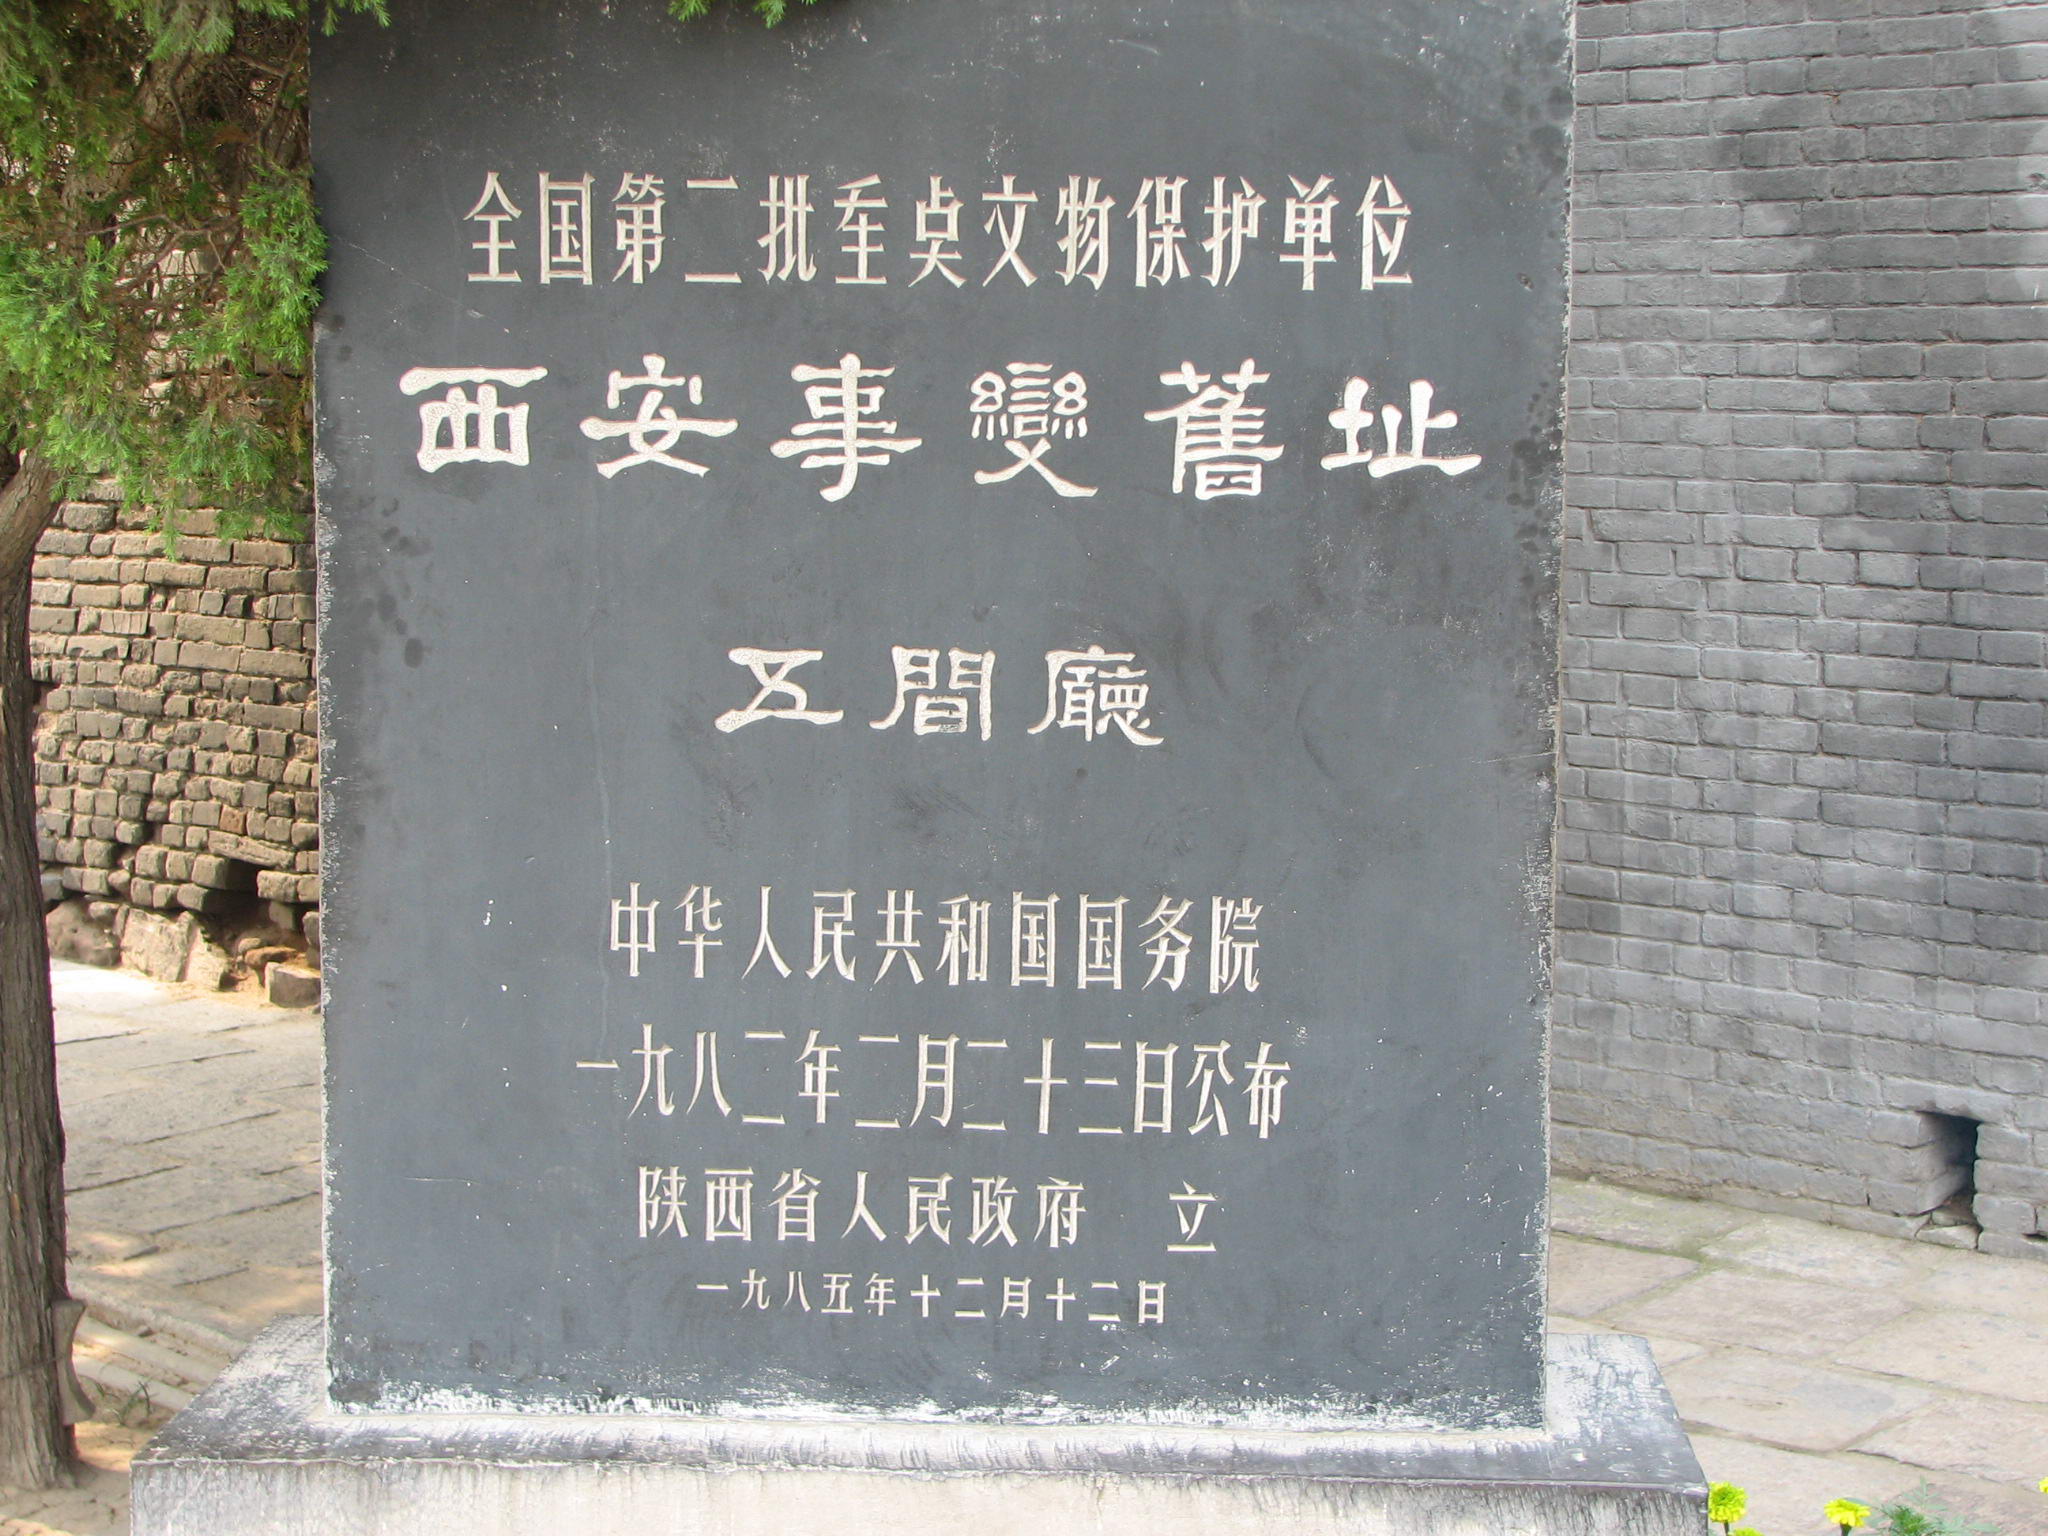 全国第二批重点文物保护单位
西安事變舊址
五間廳
中华人民共和国国务院
一九八二年二月二十三日公布
陕西省人民政府 立
一九八五年十二月十二日